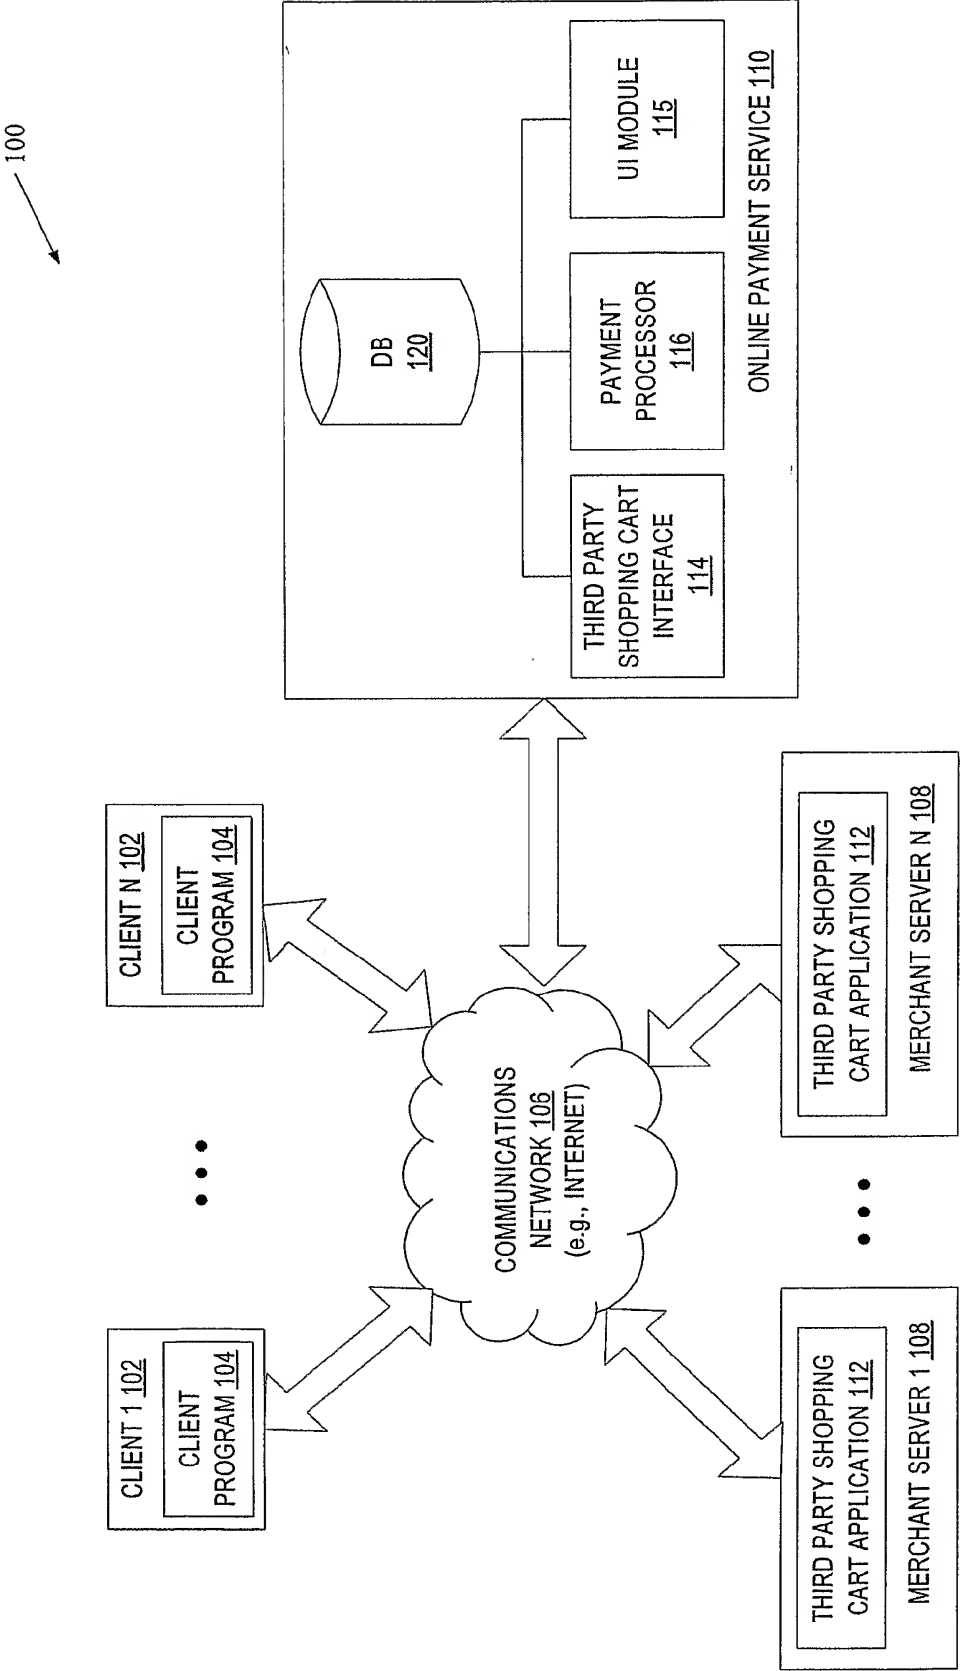 100
CLIENT 1 102
CLIENT
PROGRAM 104
CLIENT N 102
CLIENT
PROGRAM 104
COMMUNICATIONS
NETWORK 106
(e.g., INTERNET)
DB
120
THIRD PARTY
SHOPPING CART
INTERFACE
114
PAYMENT
PROCESSOR
116
UI MODULE
115
ONLINE PAYMENT SERVICE 110
THIRD PARTY SHOPPING
CART APPLICATION 112
MERCHANT SERVER 1 108
THIRD PARTY SHOPPING
CART APPLICATION 112
MERCHANT SERVER N 108